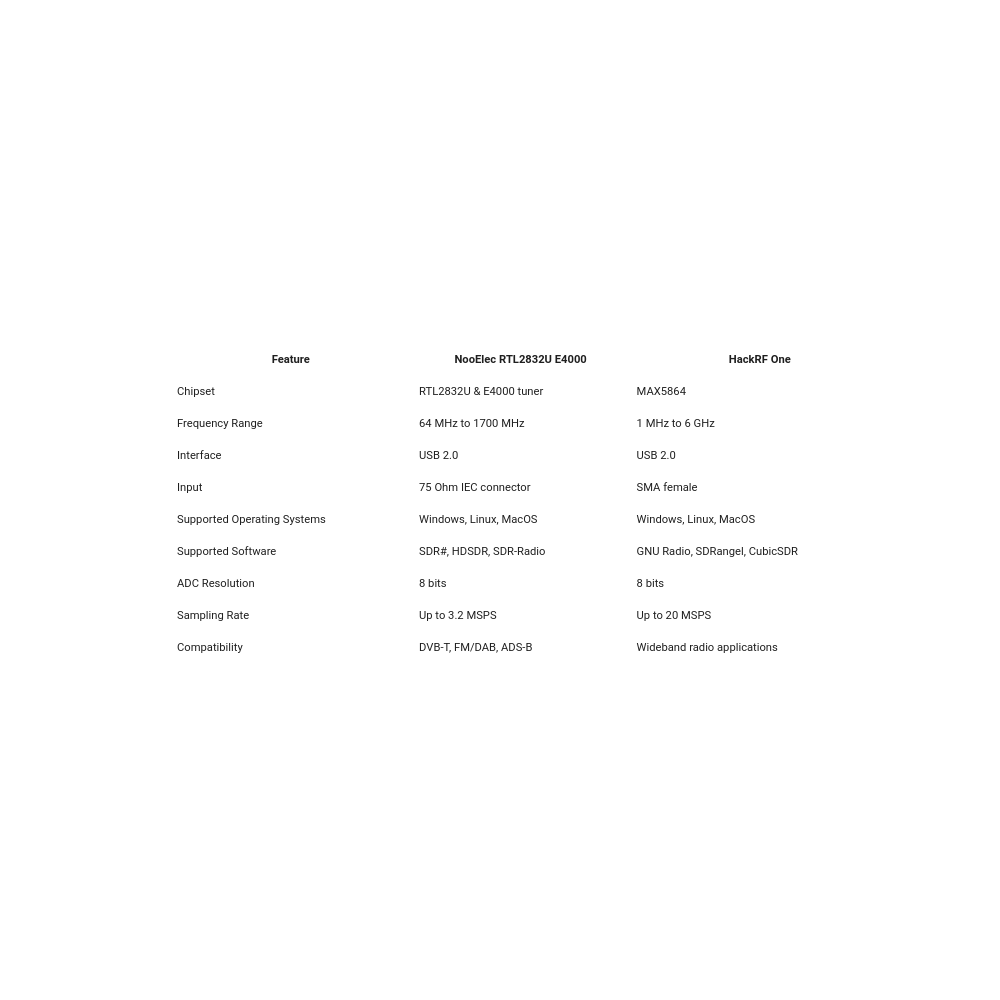 Feature NooElec RTL2832U E4000 HackRF One
Chipset RTL2832U & E4000 tuner MAX5864
Frequency Range 64 MHz to 1700 MHz 1 MHz to 6 GHz
Interface USB 2.0 USB 2.0
Input 75 Ohm IEC connector SMA female
Supported Operating Systems Windows, Linux, MacOS Windows, Linux, MacOS
Supported Software SDR#, HDSDR, SDR-Radio GNU Radio, SDRangel, CubicSDR
ADC Resolution 8 bits 8 bits
Sampling Rate Up to 3.2 MSPS Up to 20 MSPS
Compatibility DVB-T, FM/DAB, ADS-B Wideband radio applications